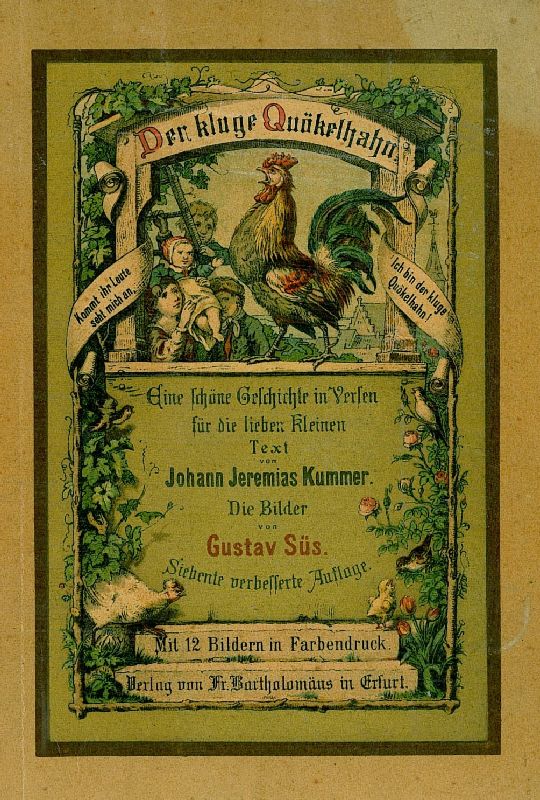 Der kluge Quökelhahn.
Kommt ihr Leute
seht mich an.
Ich bin der kluge
Quökelhahn!
Eine schöne Geschichte in Versen
für die lieben Kleinen
Text
von
Johann Jeremias Kummer.
Die Bilder
von
Gustav Süs.
Siebente verbesserte Auflage.
Mit 12 Bildern in Farbendruck.
Verlag von Fr. Bartholomäus in Erfurt.